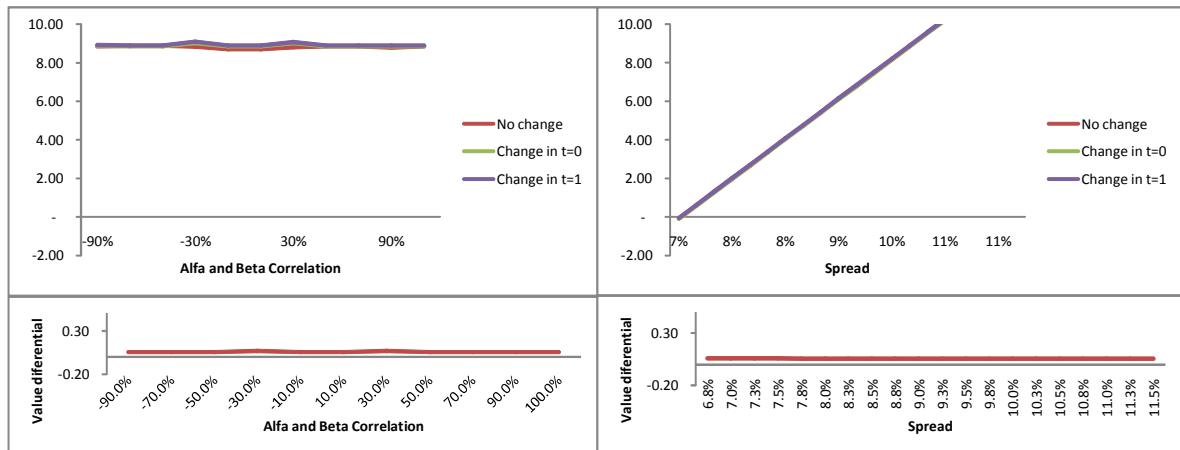 10.00
8.00
6.00
4.00
2.00
-
-2.00
-90% -30% 30% 90%
Alfa and Beta Correlation
No change
Change in t=0
Change in t=1
10.00
8.00
6.00
4.00
2.00
-
-2.00
7% 8% 8% 9% 10% 11% 11%
Spread
No change
Change in t=0
Change in t=1
Value diferential
0.30
-0.20
-90.0% -70.0% -50.0% -30.0% -10.0% 10.0% 30.0% 50.0% 70.0% 90.0% 100.0%
Alfa and Beta Correlation
Value diferential
0.30
-0.20
6.8% 7.0% 7.3% 7.5% 7.8% 8.0% 8.3% 8.5% 8.8% 9.0% 9.3% 9.5% 9.8% 10.0% 10.3% 10.5% 10.8% 11.0% 11.3% 11.5%
Spread